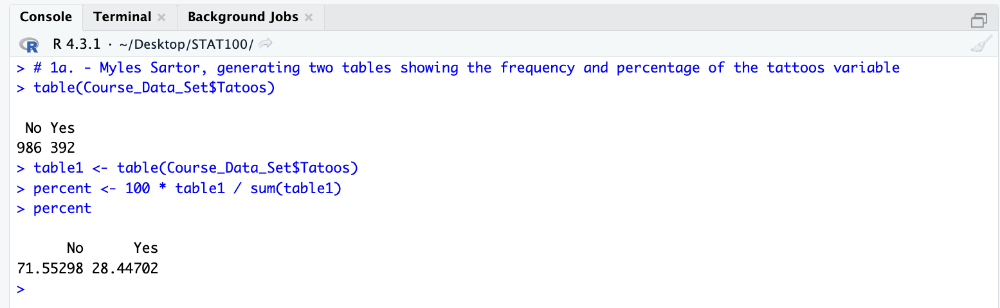 Console Terminal × Background Jobs ×
R R 4.3.1 · ~/Desktop/STAT100/
> # 1a. - Myles Sartor, generating two tables showing the frequency and percentage of the tattoos variable
> table(Course_Data_Set$Tatoos)
No Yes
986 392
> table1 <- table(Course_Data_Set$Tatoos)
> percent <- 100 * table1 / sum(table1)
> percent
No Yes
71.55298 28.44702
>